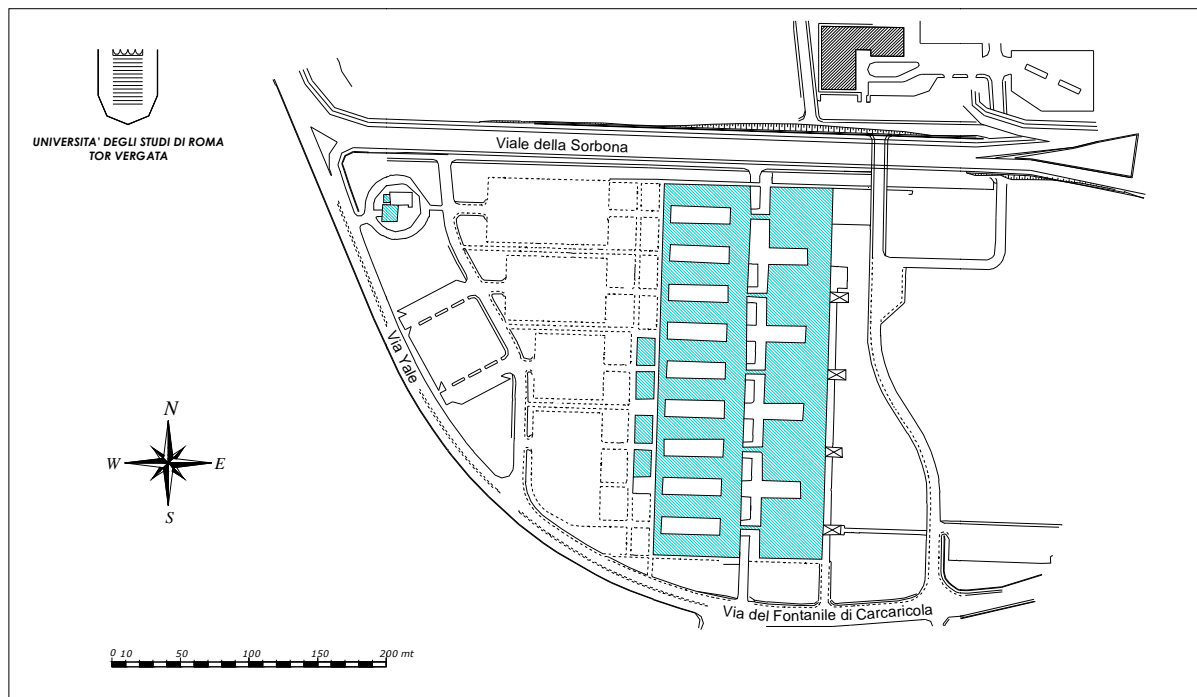 UNIVERSITA' DEGLI STUDI DI ROMA
TOR VERGATA
Viale della Sorbona
Via Yale
N
W E
S
Via del Fontanile di Carcaricola
0 10 50 100 150 200 mt